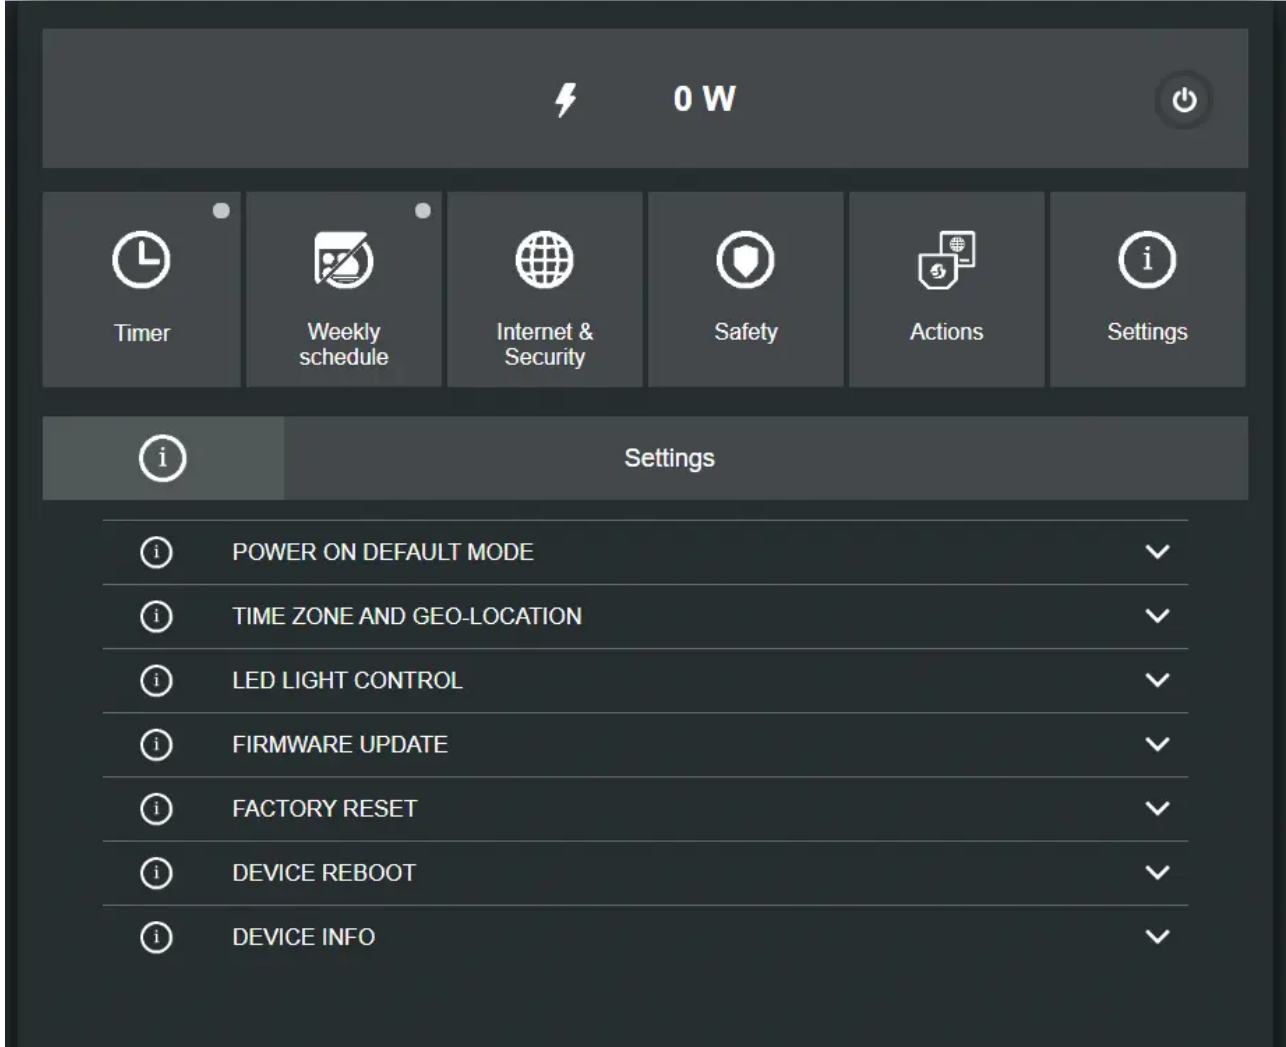 0 W
Timer
Weekly
schedule
Internet &
Security
Safety
Actions
Settings
Settings
POWER ON DEFAULT MODE
TIME ZONE AND GEO-LOCATION
LED LIGHT CONTROL
FIRMWARE UPDATE
FACTORY RESET
DEVICE REBOOT
DEVICE INFO